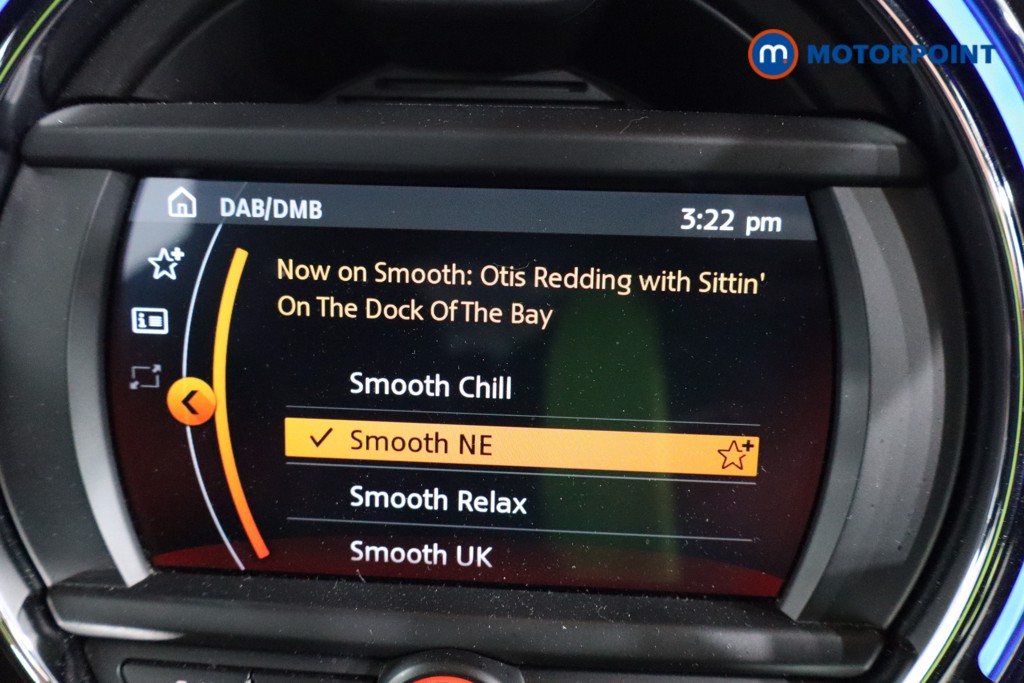 m.
MOTORPOINT
DAB/DMB
3:22 pm
Now on Smooth: Otis Redding with Sittin'
On The Dock Of The Bay
Smooth Chill
Smooth NE
Smooth Relax
Smooth UK